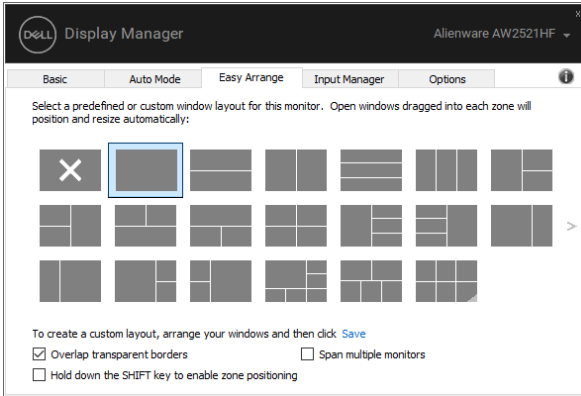 DELL Display Manager
Alienware AW2521HF
Basic
Auto Mode
Easy Arrange
Input Manager
Options
Select a predefined or custom window layout for this monitor. Open windows dragged into each zone will
position and resize automatically:
To create a custom layout, arrange your windows and then click Save
Overlap transparent borders
Span multiple monitors
Hold down the SHIFT key to enable zone positioning